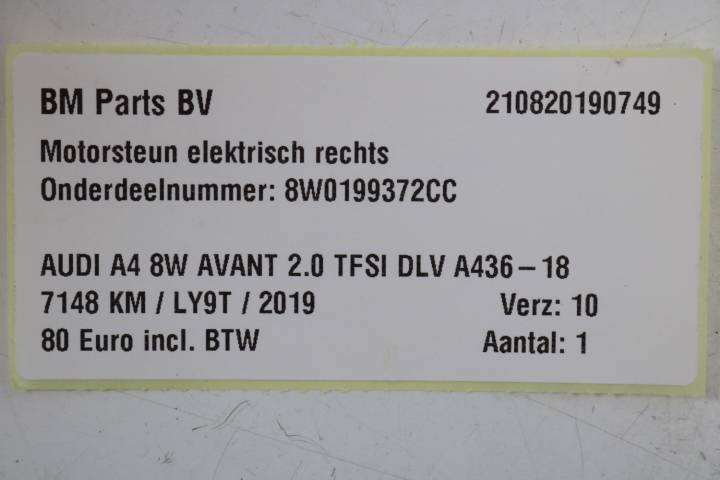 BM Parts BV 210820190749
Motorsteun elektrisch rechts
Onderdeelnummer: 8W0199372CC
AUDI A4 8W AVANT 2.0 TFSI DLV A436-18
7148 KM / LY9T / 2019 Verz: 10
80 Euro incl. BTW Aantal: 1